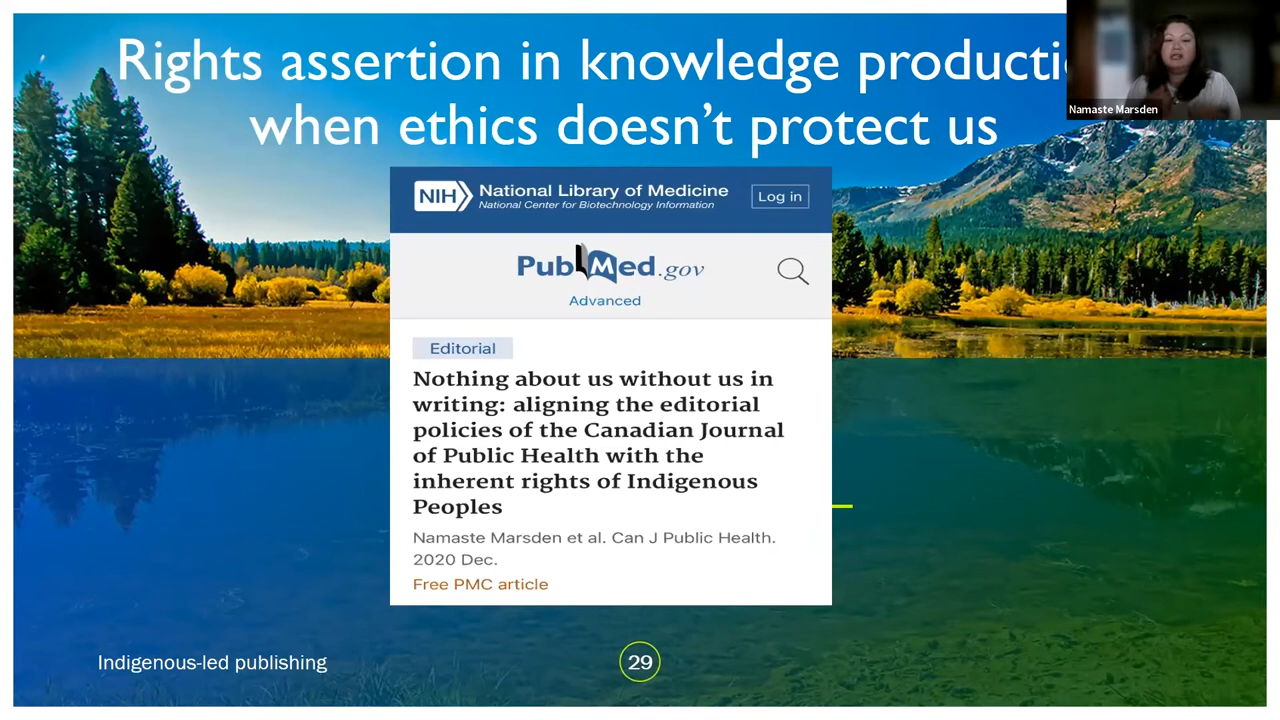 Rights assertion in knowledge producti
when ethics doesn't protect us
Namaste Marsden
NIH National Library of Medicine
National Center for Biotechnology Information
Log in
PubMed.gov
Advanced
Editorial
Nothing about us without us in
writing: aligning the editorial
policies of the Canadian Journal
of Public Health with the
inherent rights of Indigenous
Peoples
Namaste Marsden et al. Can J Public Health.
2020 Dec.
Free PMC article
Indigenous-led publishing
29